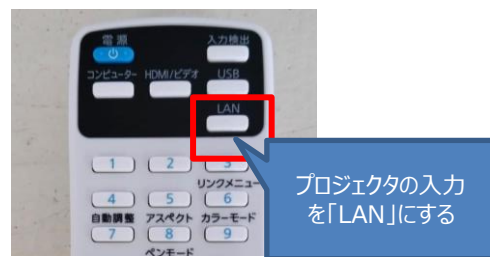 電源
入力検出
コンピューター HDMI/ビデオ USB
LAN
1 2 3
リンクメニュー
4 5 6
自動調整 アスペクト カラーモード
7 8 9
ペンモード
プロジェクタの入力
を「LAN」にする